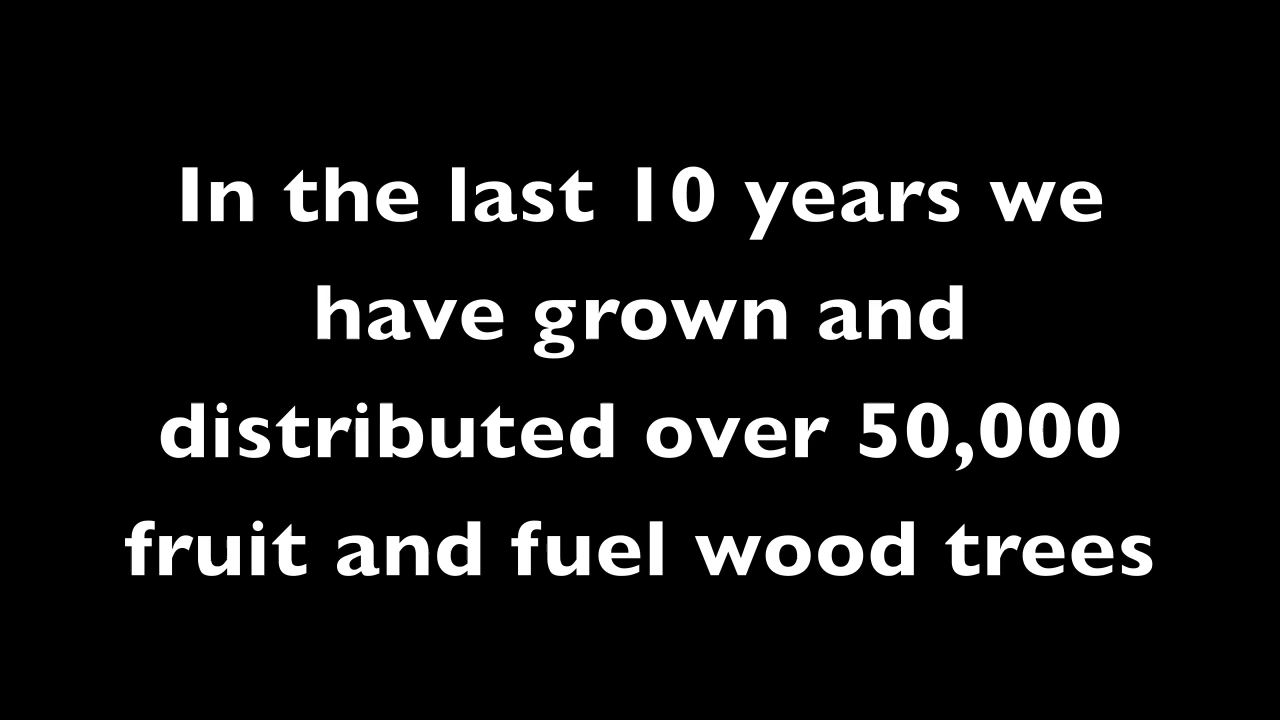 In the last 10 years we
have grown and
distributed over 50,000
fruit and fuel wood trees